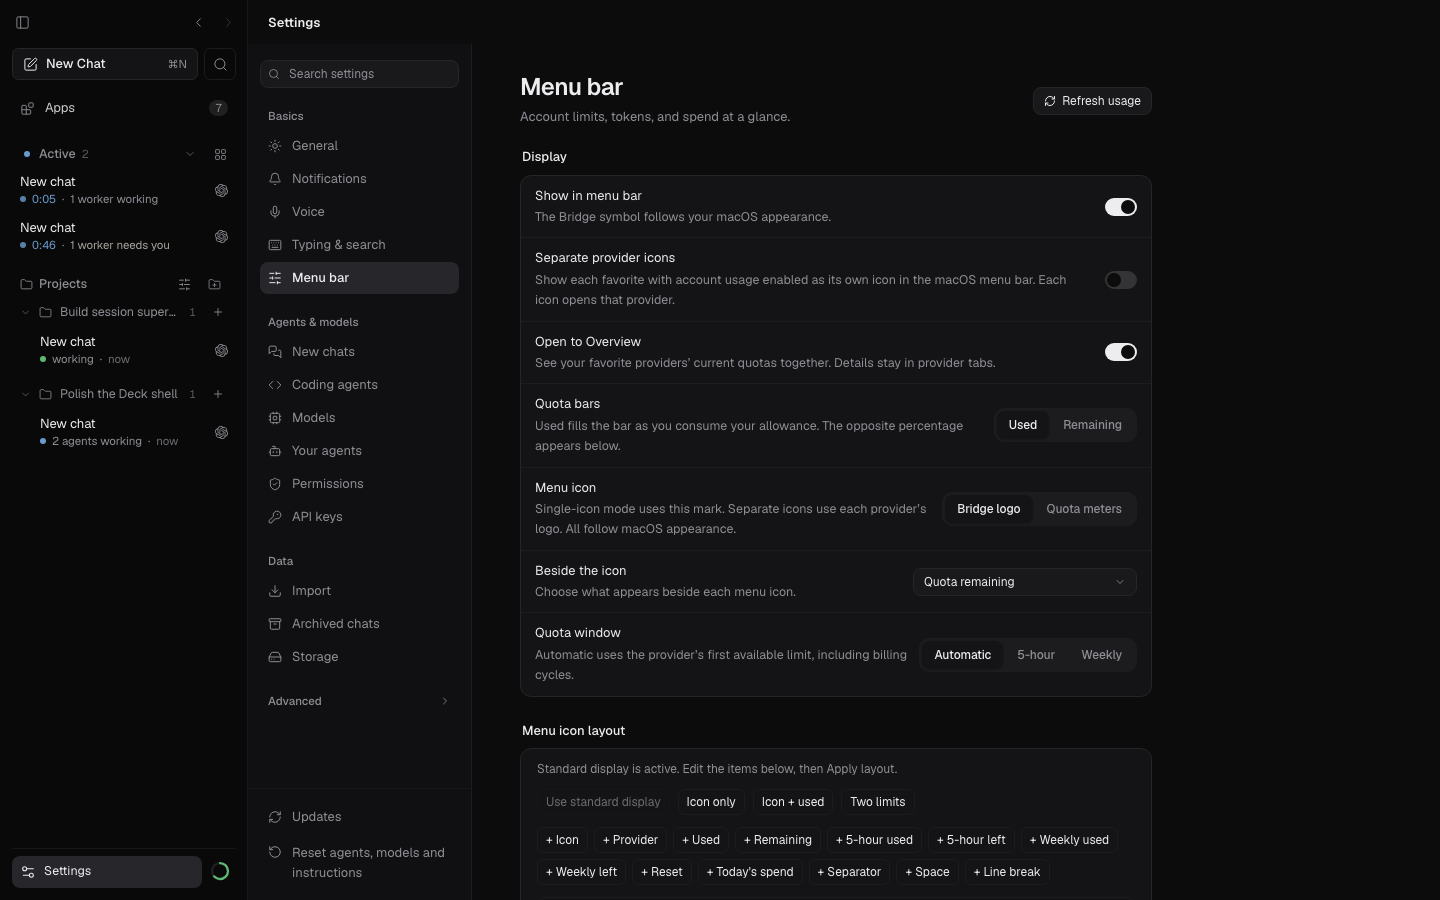 Settings
New Chat
⌘N
Apps
7
Active 2
New chat
0:05 · 1 worker working
New chat
0:46 · 1 worker needs you
Projects
Build session super... 1
New chat
working · now
Polish the Deck shell 1
New chat
2 agents working · now
Settings
Search settings
Basics
General
Notifications
Voice
Typing & search
Menu bar
Agents & models
New chats
Coding agents
Models
Your agents
Permissions
API keys
Data
Import
Archived chats
Storage
Advanced
Updates
Reset agents, models and
instructions
Menu bar
Account limits, tokens, and spend at a glance.
Refresh usage
Display
Show in menu bar
The Bridge symbol follows your macOS appearance.
Separate provider icons
Show each favorite with account usage enabled as its own icon in the macOS menu bar. Each
icon opens that provider.
Open to Overview
See your favorite providers' current quotas together. Details stay in provider tabs.
Quota bars
Used fills the bar as you consume your allowance. The opposite percentage
appears below.
Used Remaining
Menu icon
Single-icon mode uses this mark. Separate icons use each provider's
logo. All follow macOS appearance.
Bridge logo Quota meters
Beside the icon
Choose what appears beside each menu icon.
Quota remaining
Quota window
Automatic uses the provider's first available limit, including billing
cycles.
Automatic 5-hour Weekly
Menu icon layout
Standard display is active. Edit the items below, then Apply layout.
Use standard display Icon only Icon + used Two limits
+ Icon + Provider + Used + Remaining + 5-hour used + 5-hour left + Weekly used
+ Weekly left + Reset + Today's spend + Separator + Space + Line break